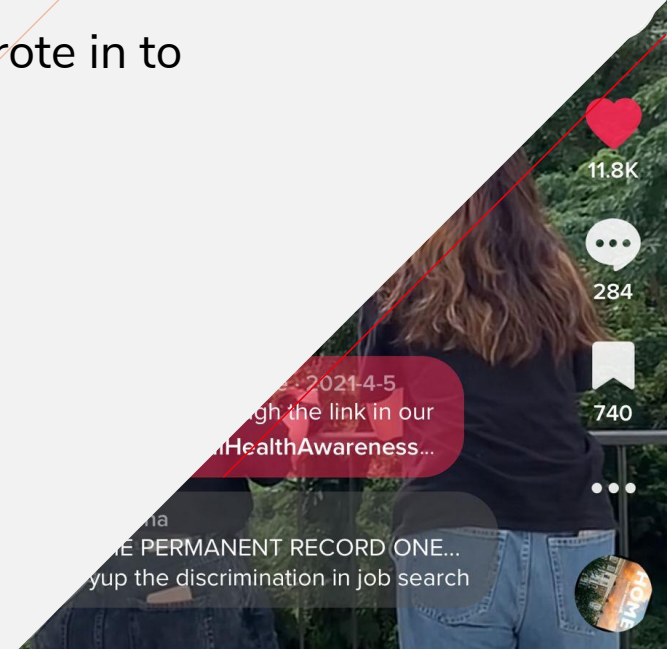 rote in to
11.8K
284
· 2021-4-5
gh the link in our
HealthAwareness...
740
na
E PERMANENT RECORD ONE...
yup the discrimination in job search
HOME